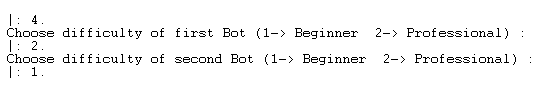 |: 4.
Choose difficulty of first Bot (1-> Beginner  2-> Professional) :
|: 2.
Choose difficulty of second Bot (1-> Beginner  2-> Professional) :
|: 1.